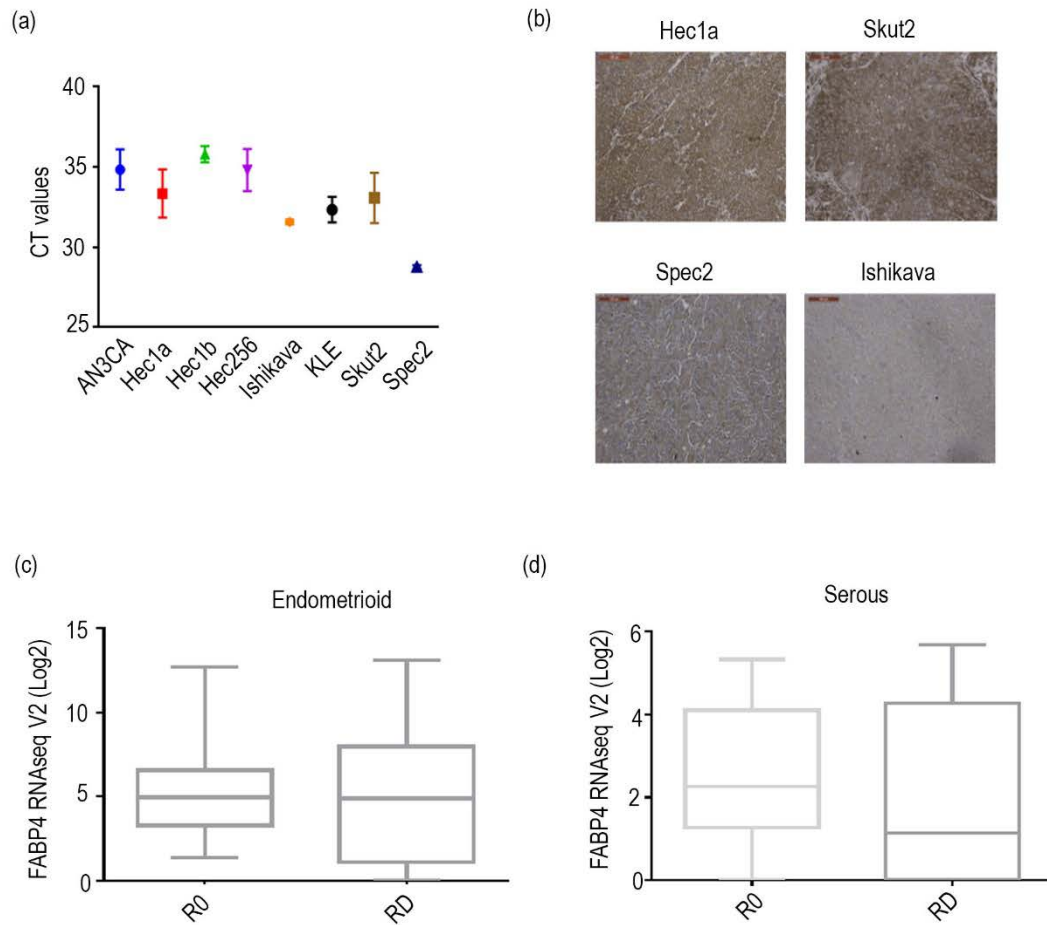 (a)
CT values
40
35
30
25
AN3CA
Hec1a
Hec1b
Hec256
Ishikava
KLE
Skut2
Spec2
(b)
Hec1a
Skut2
Spec2
Ishikava
(c)
Endometrioid
FABP4 RNAseq V2 (Log2)
15
10
5
0
R0
RD
(d)
Serous
FABP4 RNAseq V2 (Log2)
6
4
2
0
R0
RD